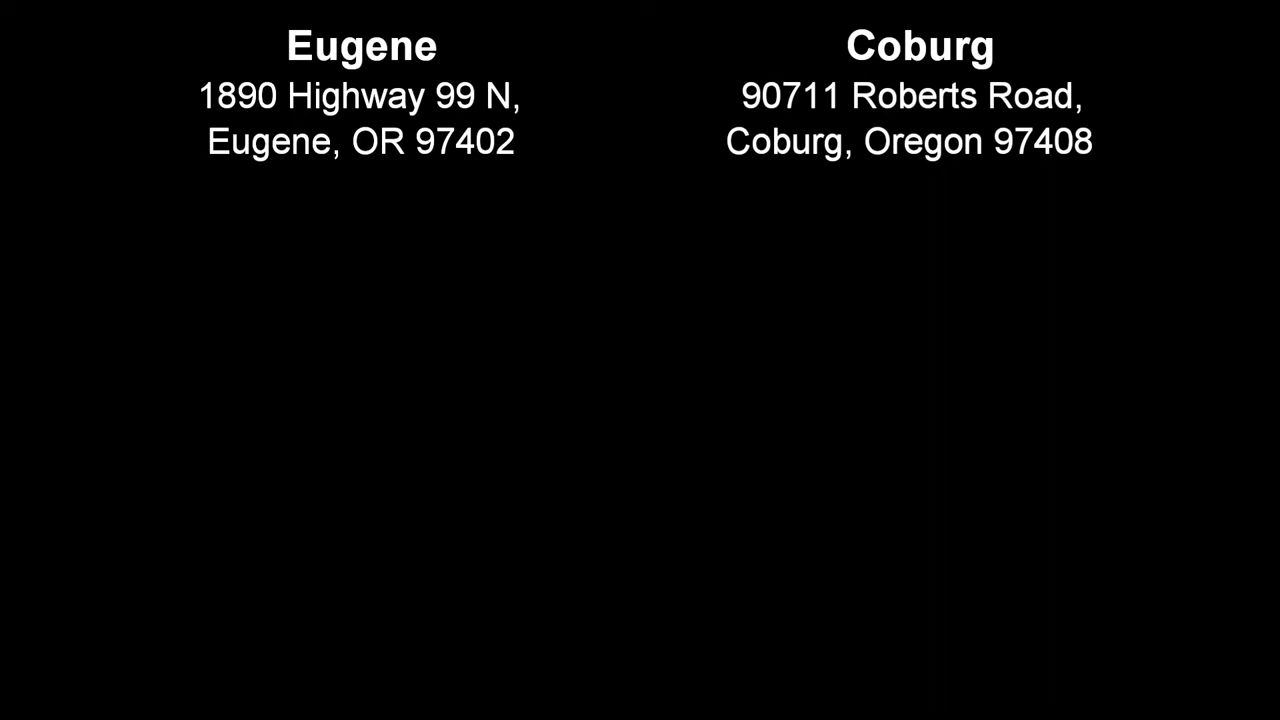 Eugene
1890 Highway 99 N,
Eugene, OR 97402
Coburg
90711 Roberts Road,
Coburg, Oregon 97408